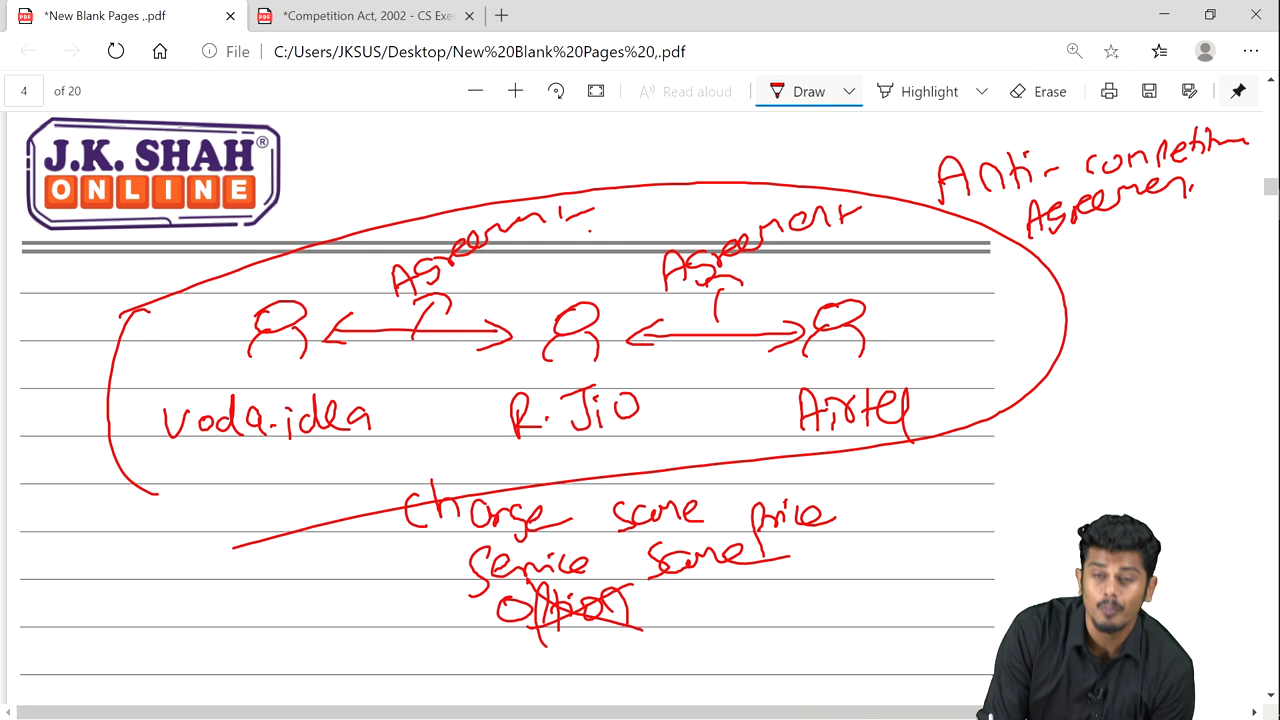 *New Blank Pages ,.pdf
*Competition Act, 2002 - CS Exe
File C:/Users/JKSUS/Desktop/New%20Blank%20Pages%20,.pdf
4 of 20
Read aloud
Draw
Highlight
Erase
J.K. SHAH®
ONLINE
Anti-competitive
Agreement
Agreement
Agreement
Voda.idea R. Jio Airtel
Charge same price
Service same
Option